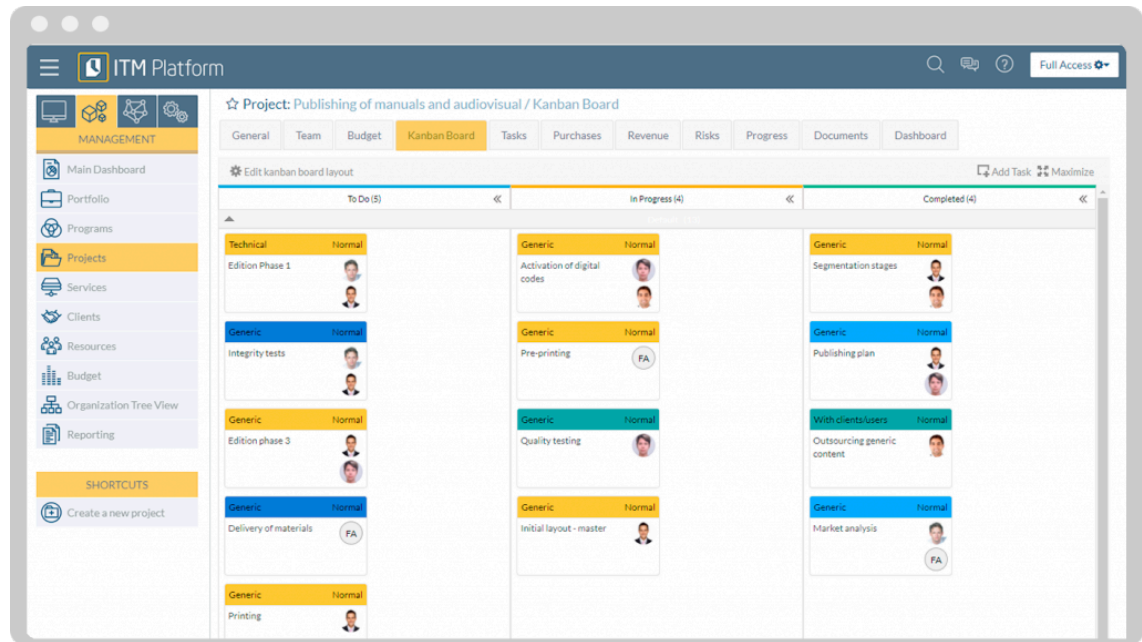 ITM Platform
Full Access
MANAGEMENT
Main Dashboard
Portfolio
Programs
Projects
Services
Clients
Resources
Budget
Organization Tree View
Reporting
SHORTCUTS
Create a new project
Project: Publishing of manuals and audiovisual / Kanban Board
General Team Budget Kanban Board Tasks Purchases Revenue Risks Progress Documents Dashboard
Edit kanban board layout Add Task Maximize
To Do (5) In Progress (4) Completed (4)
Technical Normal
Edition Phase 1
Generic Normal
Integrity tests
Generic Normal
Edition phase 3
Generic Normal
Delivery of materials
FA
Generic Normal
Printing
Generic Normal
Activation of digital
codes
Generic Normal
Pre-printing
FA
Generic Normal
Quality testing
Generic Normal
Initial layout - master
Generic Normal
Segmentation stages
Generic Normal
Publishing plan
With clients/users Normal
Outsourcing generic
content
Generic Normal
Market analysis
FA